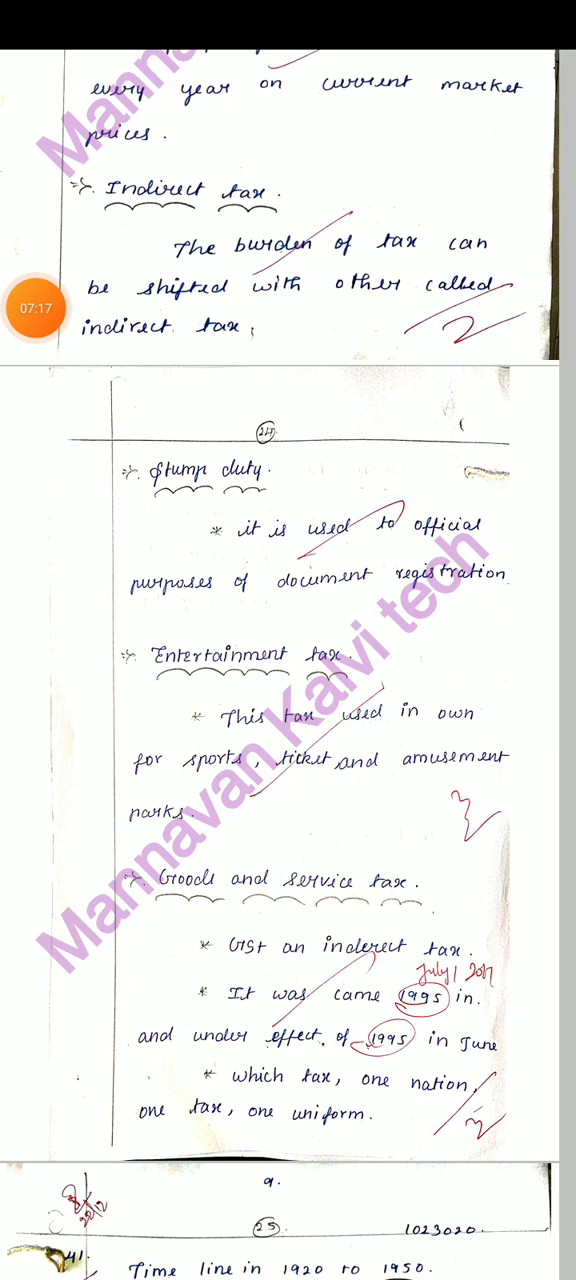 every year on current market
prices.
Indirect tax.
The burden of tax can
be shifted with other called
07:17
indirect tax,
2
24
Stump duty.
* it is used to official
purposes of document registration
Entertainment tax.
* This tax used in own
for sports, ticket, and amusement
parks.
Goods and service tax.
* GST an inderect tax.
July 1 2017
* It was came 1995 in.
and under effect of 1995 in June
* which tax, one nation,
one tax, one uniform.
Mannavan Kalvi tech
9.
25
1023020.
41.
Time line in 1920 to 1950.